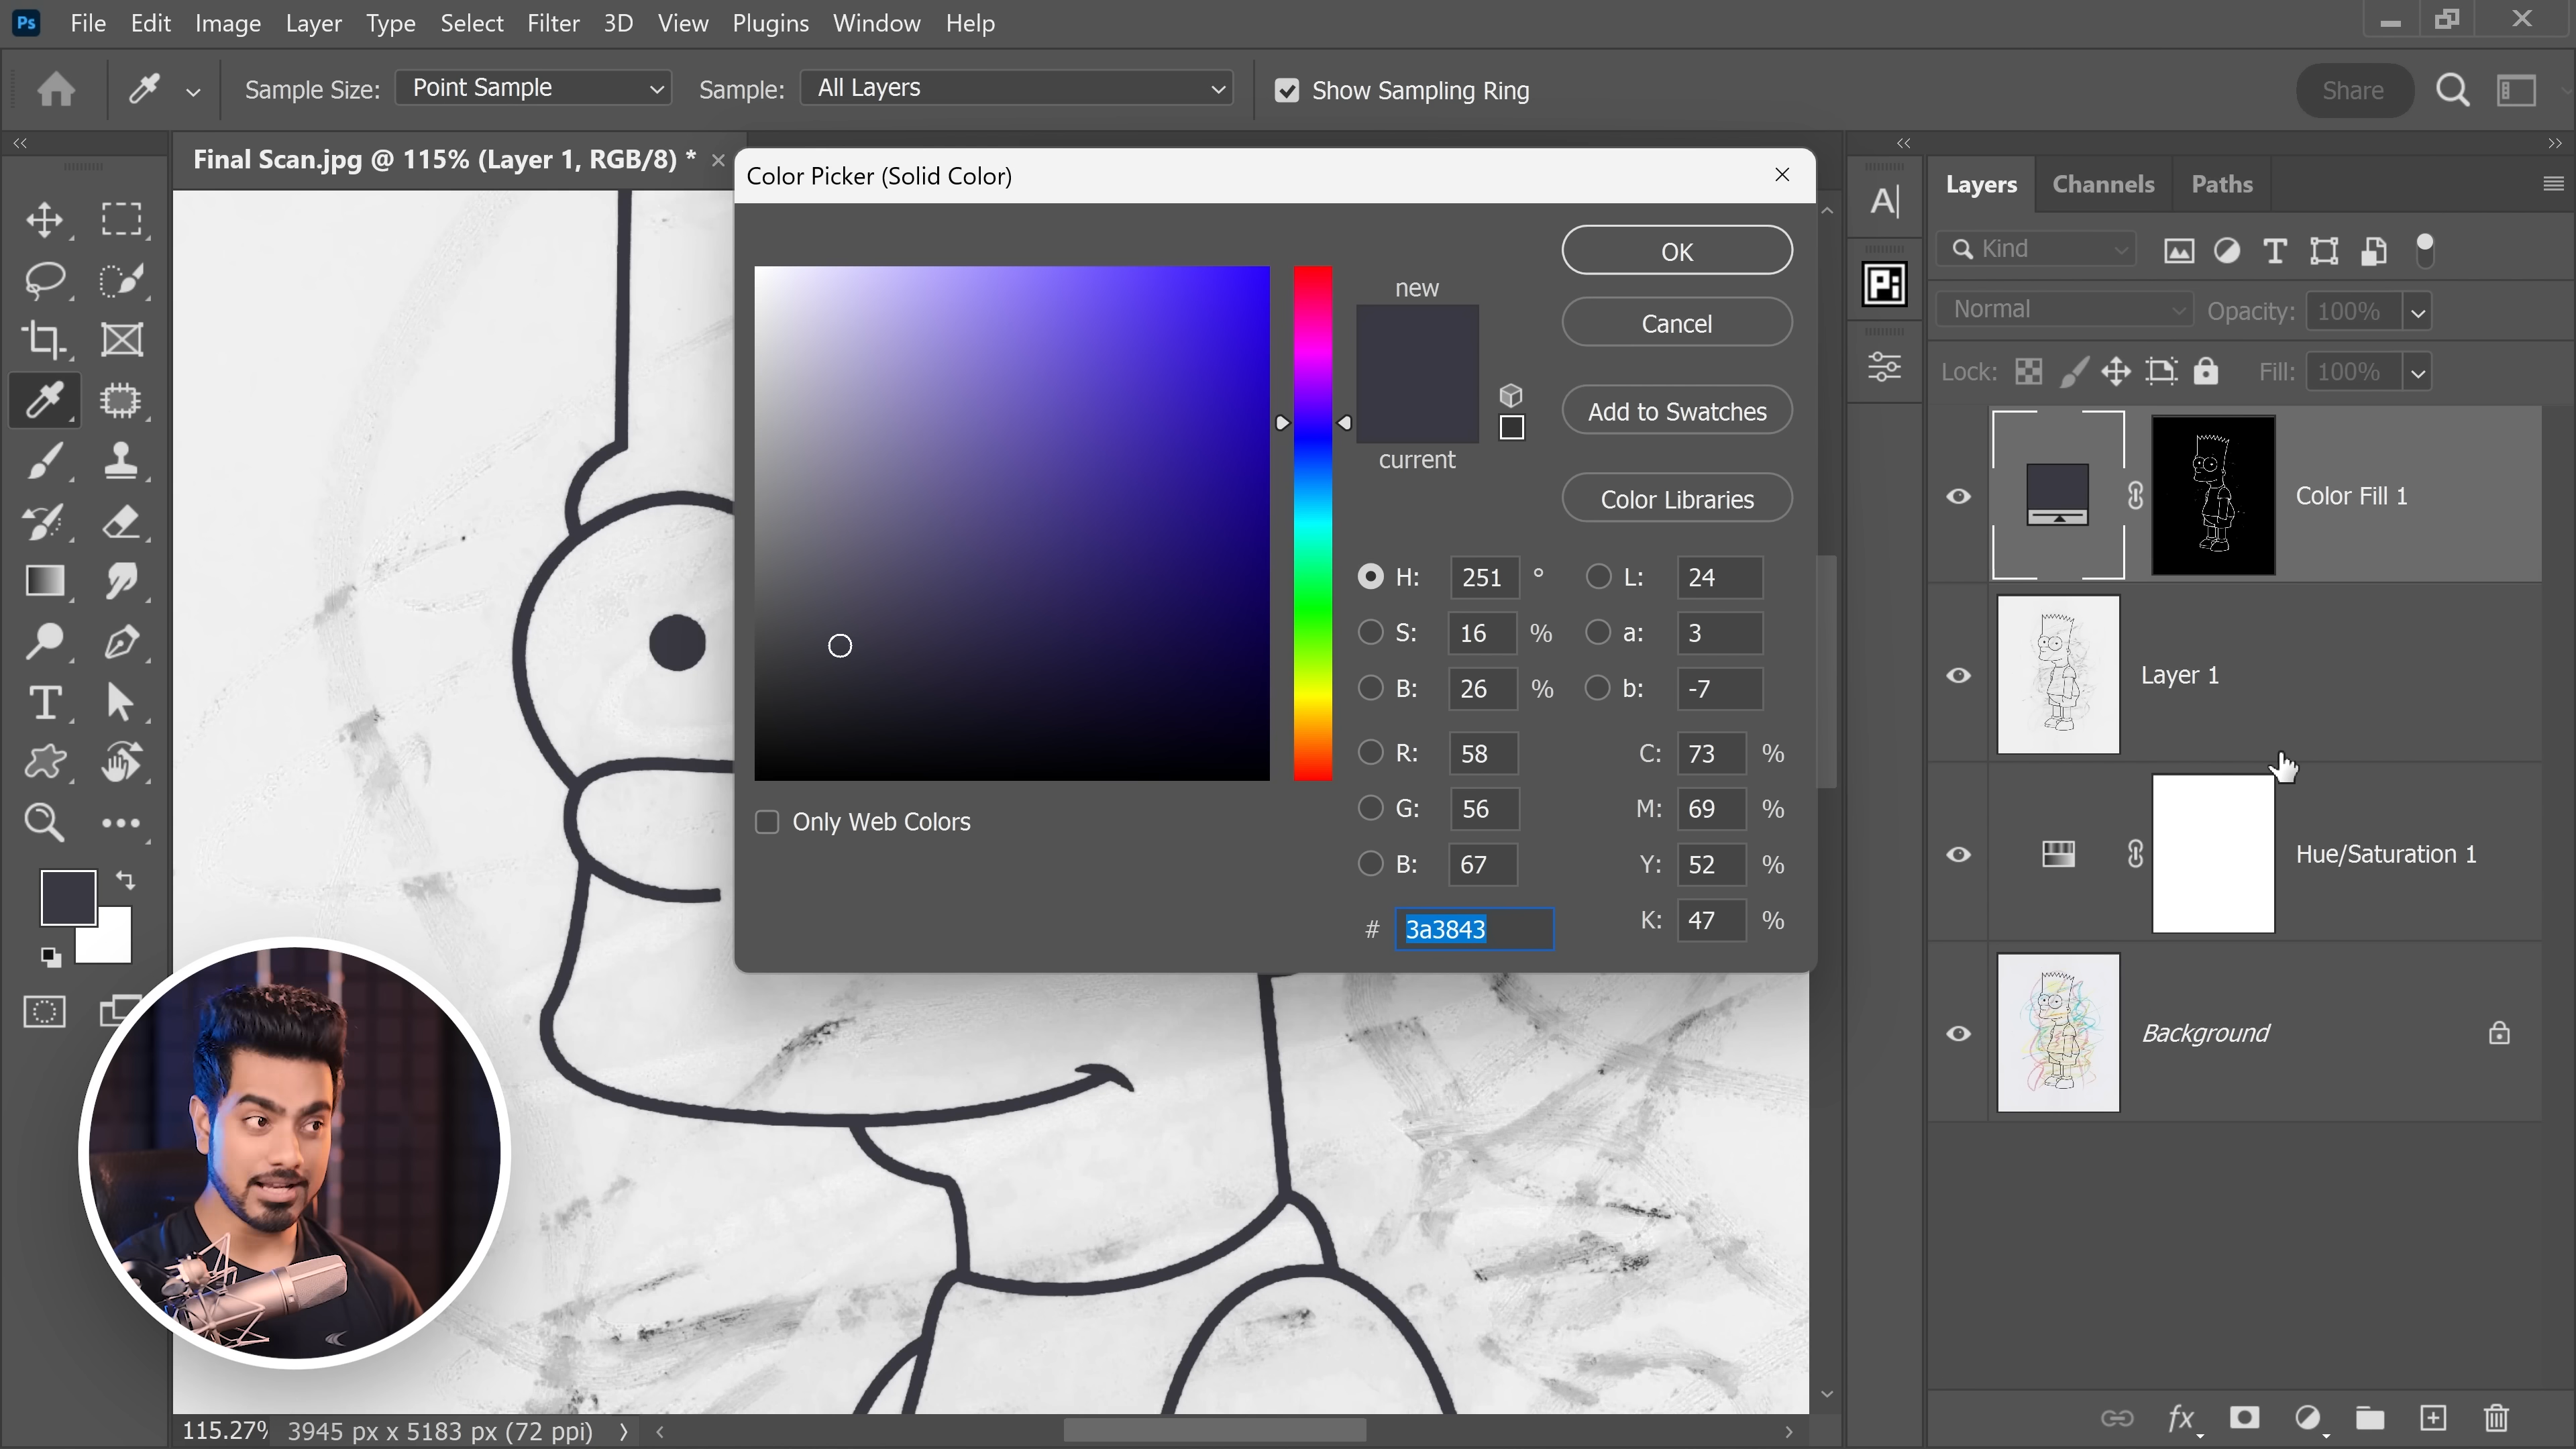 Ps File Edit Image Layer Type Select Filter 3D View Plugins Window Help
Sample Size: Point Sample Sample: All Layers Show Sampling Ring Share
Final Scan.jpg @ 115% (Layer 1, RGB/8) *
Color Picker (Solid Color)
new
current
OK
Cancel
Add to Swatches
Color Libraries
H: 251 ° L: 24
S: 16 % a: 3
B: 26 % b: -7
R: 58 C: 73 %
G: 56 M: 69 %
B: 67 Y: 52 %
# 3a3843 K: 47 %
Only Web Colors
A|
Pi
Layers Channels Paths
Kind
Normal Opacity: 100%
Lock: Fill: 100%
Color Fill 1
Layer 1
Hue/Saturation 1
Background
fx
115.27% 3945 px x 5183 px (72 ppi)